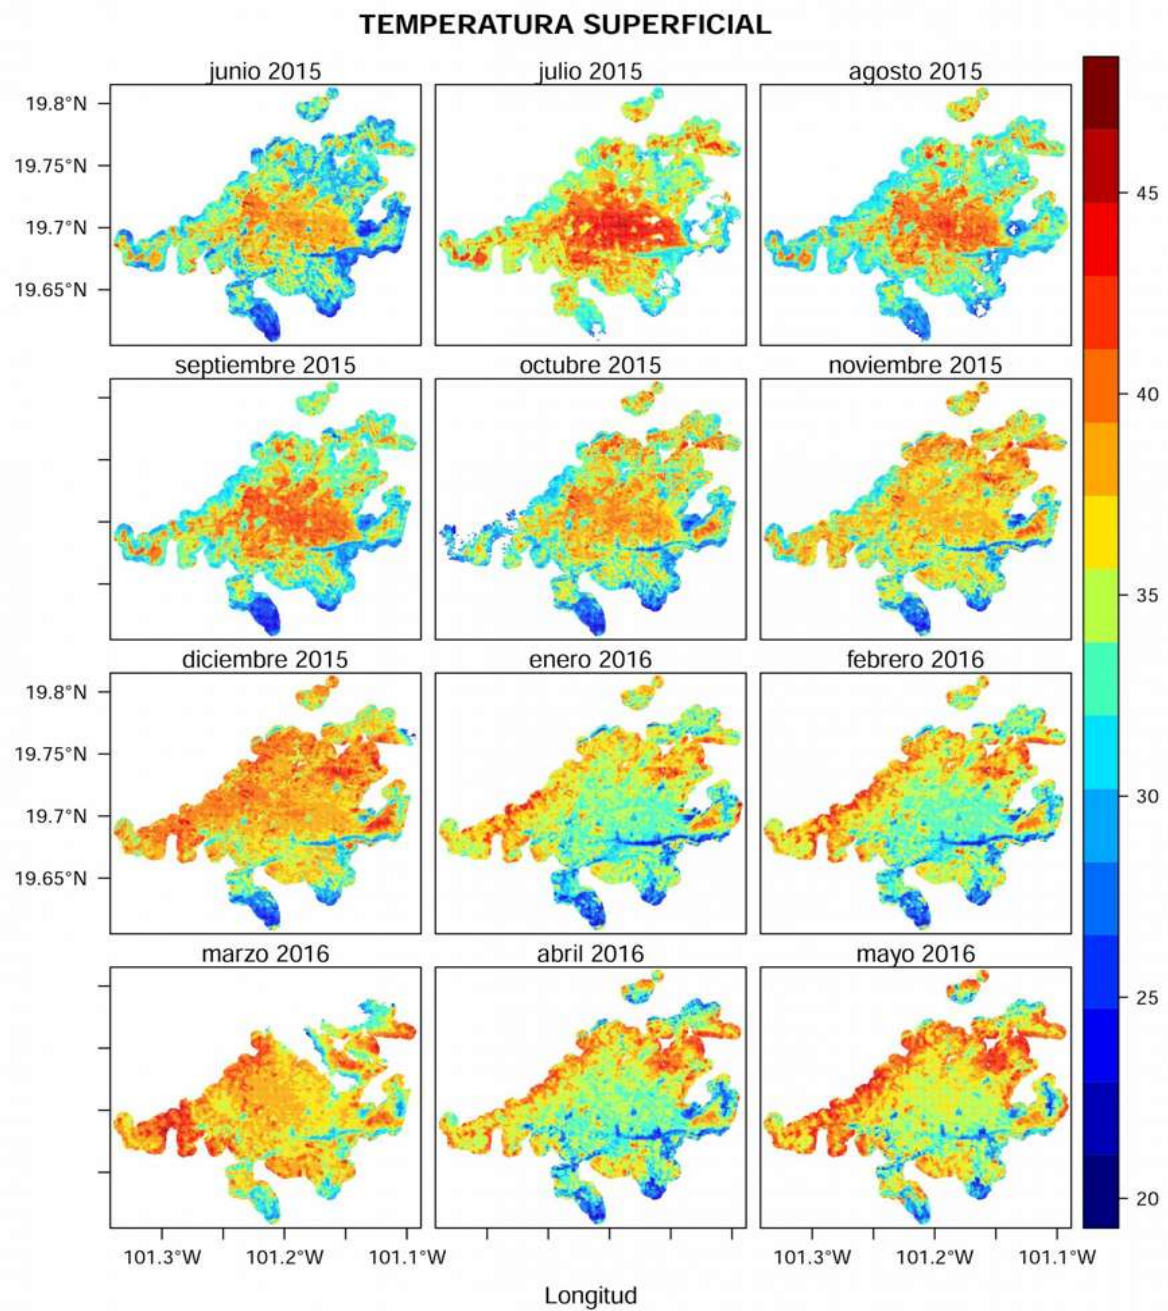 TEMPERATURA SUPERFICIAL
junio 2015
julio 2015
agosto 2015
19.8°N
19.75°N
19.7°N
19.65°N
septiembre 2015
octubre 2015
noviembre 2015
diciembre 2015
enero 2016
febrero 2016
19.8°N
19.75°N
19.7°N
19.65°N
marzo 2016
abril 2016
mayo 2016
101.3°W
101.2°W
101.1°W
101.3°W
101.2°W
101.1°W
Longitud
45
40
35
30
25
20